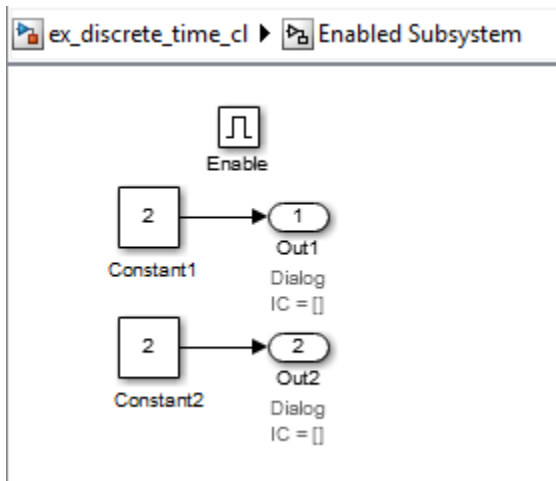 ex_discrete_time_cl ▶ Enabled Subsystem
Enable
2
1
Constant1
Out1
Dialog
IC = []
2
2
Constant2
Out2
Dialog
IC = []